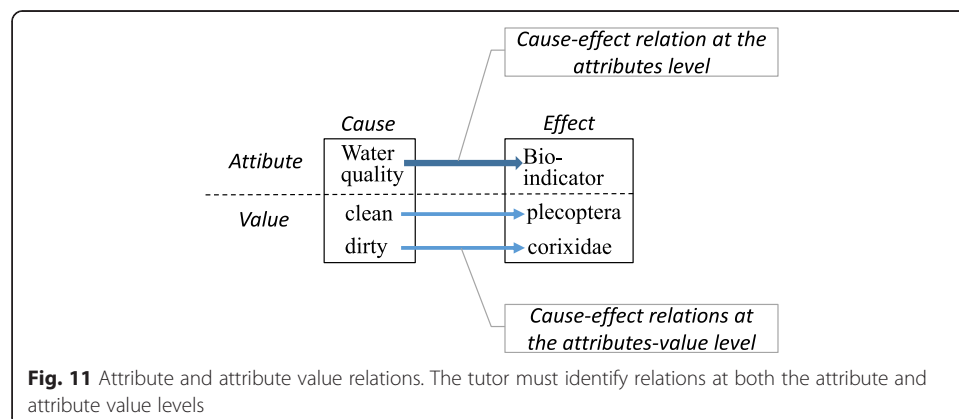 Cause-effect relation at the
attributes level
Cause
Effect
Attibute
Water
quality
Bio-
indicator
Value
clean
plecoptera
dirty
corixidae
Cause-effect relations at
the attributes-value level
Fig. 11 Attribute and attribute value relations. The tutor must identify relations at both the attribute and
attribute value levels